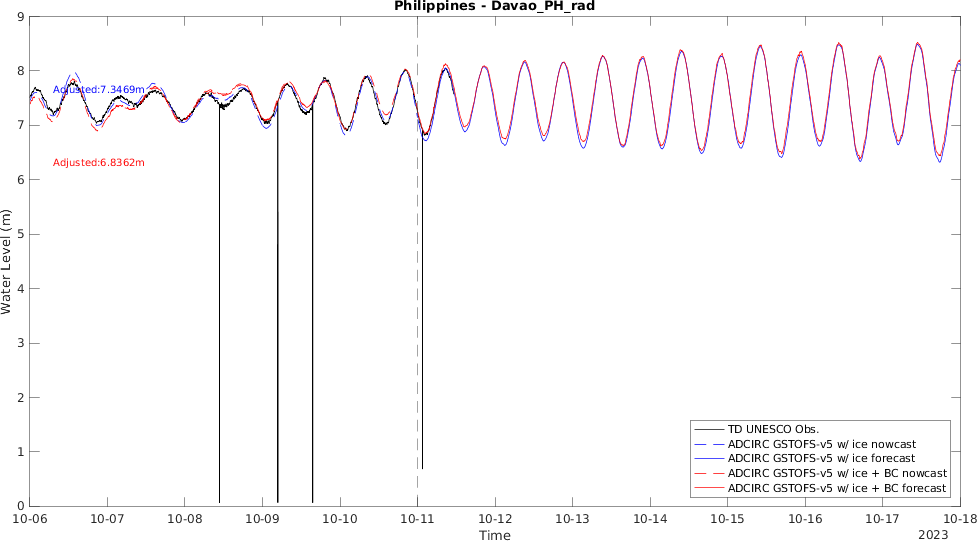 Philippines - Davao_PH_rad
9
8
7
6
5
4
3
2
1
0
Water Level (m)
Adjusted:7.3469m
Adjusted:6.8362m
TD UNESCO Obs.
ADCIRC GSTOFS-v5 w/ ice nowcast
ADCIRC GSTOFS-v5 w/ ice forecast
ADCIRC GSTOFS-v5 w/ ice + BC nowcast
ADCIRC GSTOFS-v5 w/ ice + BC forecast
10-06 10-07 10-08 10-09 10-10 10-11 10-12 10-13 10-14 10-15 10-16 10-17 10-18
Time
2023